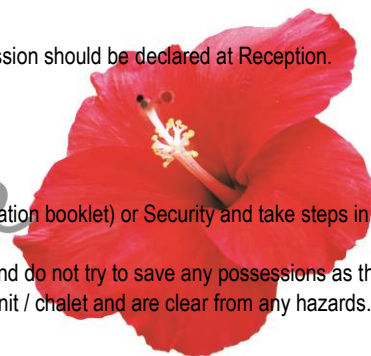 ssion should be declared at Reception.
ation booklet) or Security and take steps in
nd do not try to save any possessions as th
nit / chalet and are clear from any hazards.